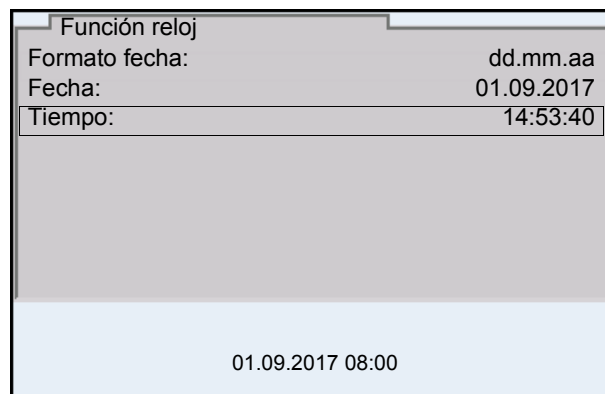 Función reloj
Formato fecha: dd.mm.aa
Fecha: 01.09.2017
Tiempo: 14:53:40
01.09.2017 08:00